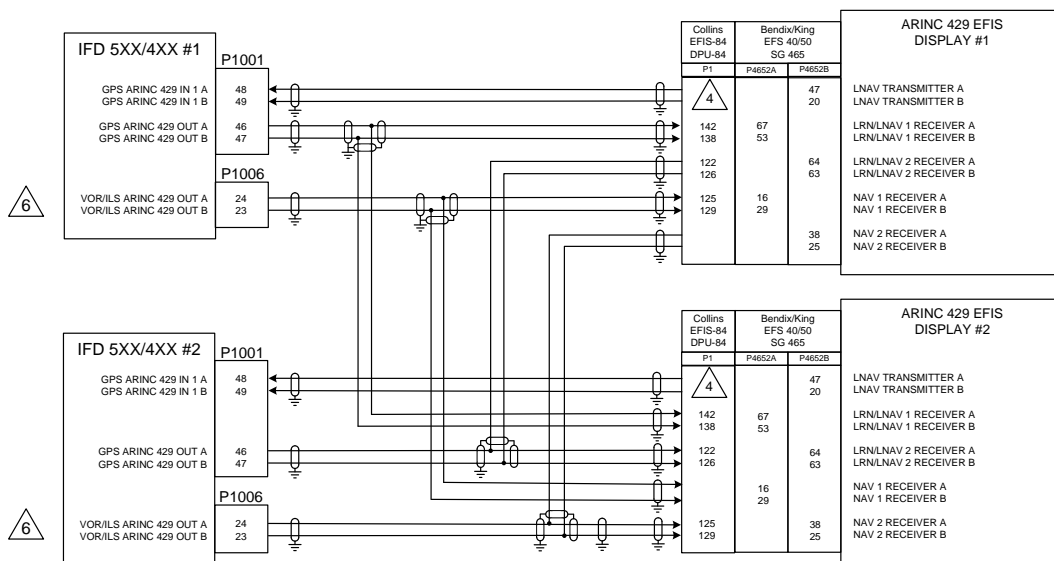 IFD 5XX/4XX #1
P1001
GPS ARINC 429 IN 1 A 48
GPS ARINC 429 IN 1 B 49
GPS ARINC 429 OUT A 46
GPS ARINC 429 OUT B 47
P1006
6
VOR/ILS ARINC 429 OUT A 24
VOR/ILS ARINC 429 OUT B 23
Collins EFIS-84 DPU-84
Bendix/King EFS 40/50 SG 465
P1 P4652A P4652B
ARINC 429 EFIS
DISPLAY #1
4
47 LNAV TRANSMITTER A
20 LNAV TRANSMITTER B
142 67 LRN/LNAV 1 RECEIVER A
138 53 LRN/LNAV 1 RECEIVER B
122 64 LRN/LNAV 2 RECEIVER A
126 63 LRN/LNAV 2 RECEIVER B
125 16 NAV 1 RECEIVER A
129 29 NAV 1 RECEIVER B
38 NAV 2 RECEIVER A
25 NAV 2 RECEIVER B
IFD 5XX/4XX #2
P1001
GPS ARINC 429 IN 1 A 48
GPS ARINC 429 IN 1 B 49
GPS ARINC 429 OUT A 46
GPS ARINC 429 OUT B 47
P1006
6
VOR/ILS ARINC 429 OUT A 24
VOR/ILS ARINC 429 OUT B 23
Collins EFIS-84 DPU-84
Bendix/King EFS 40/50 SG 465
P1 P4652A P4652B
ARINC 429 EFIS
DISPLAY #2
4
47 LNAV TRANSMITTER A
20 LNAV TRANSMITTER B
142 67 LRN/LNAV 1 RECEIVER A
138 53 LRN/LNAV 1 RECEIVER B
122 64 LRN/LNAV 2 RECEIVER A
126 63 LRN/LNAV 2 RECEIVER B
16 NAV 1 RECEIVER A
29 NAV 1 RECEIVER B
125 38 NAV 2 RECEIVER A
129 25 NAV 2 RECEIVER B